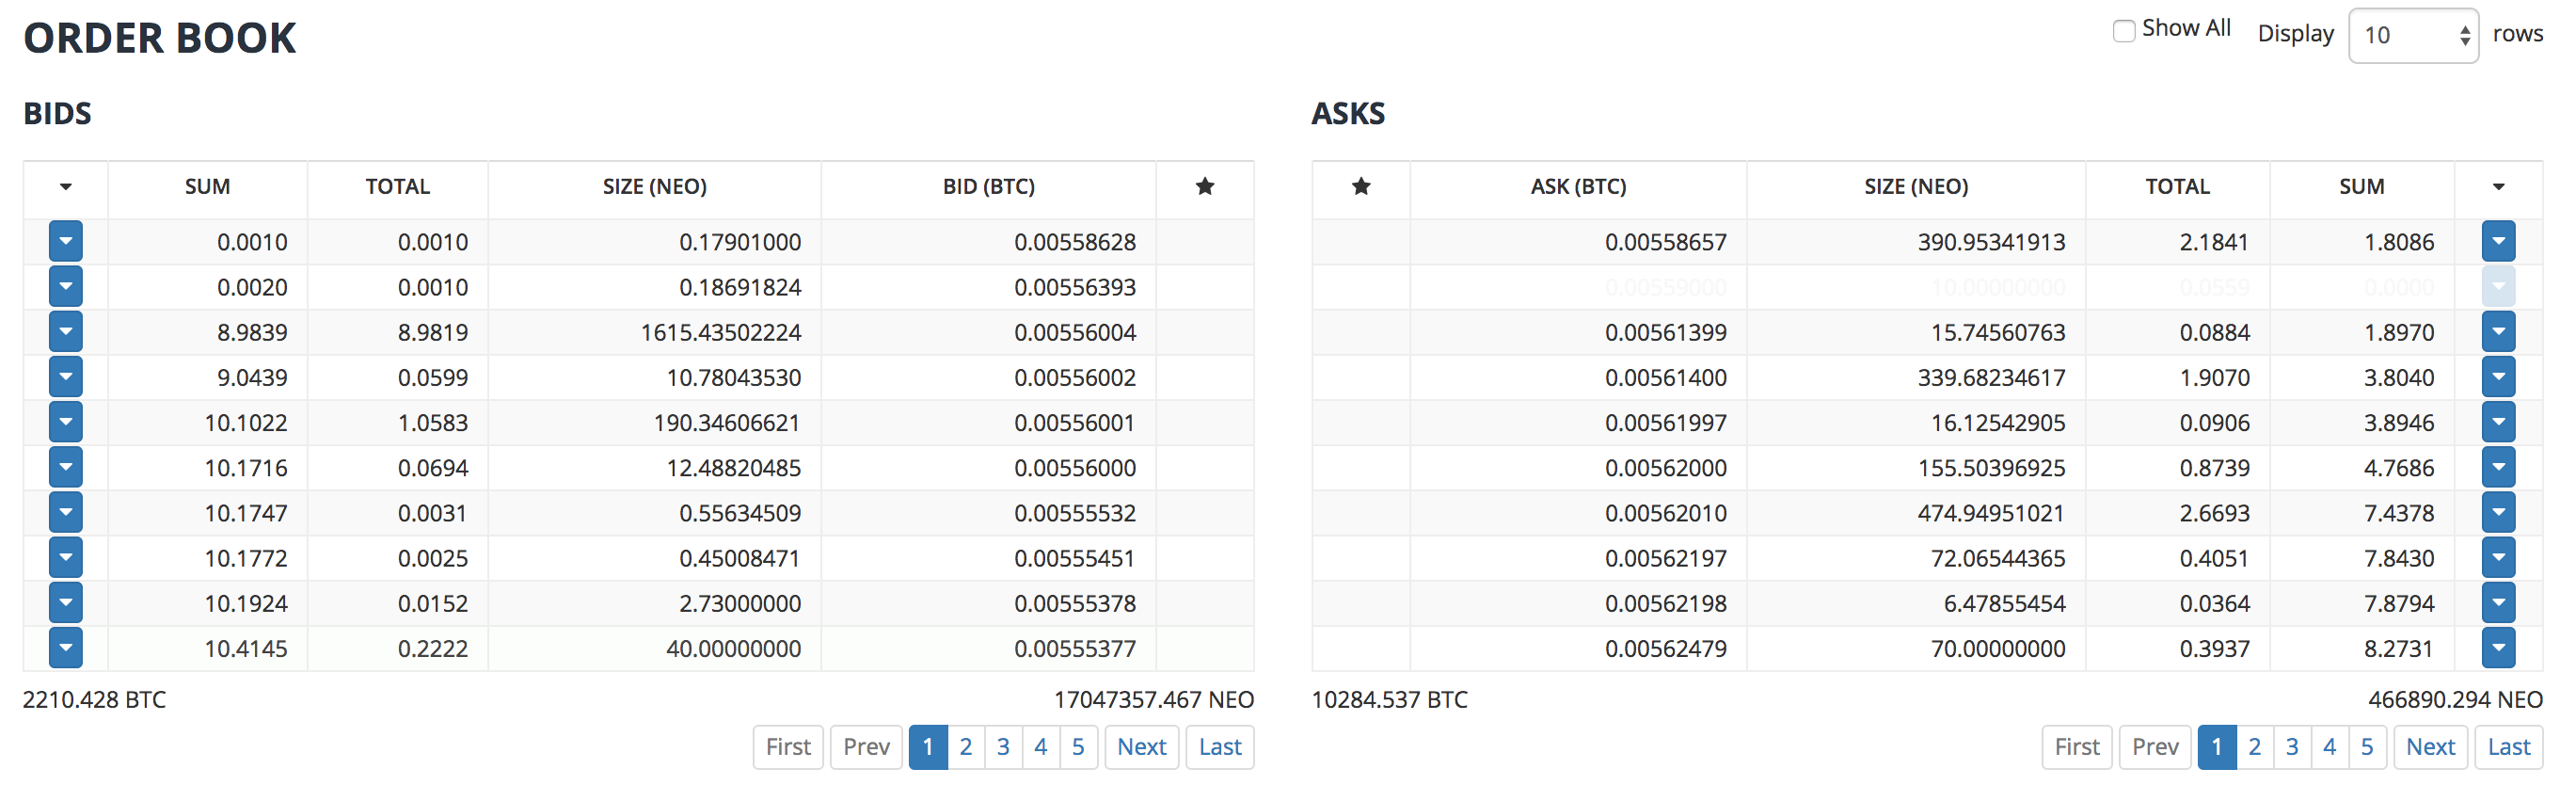 ORDER BOOK
Show All Display 10 rows
BIDS
SUM TOTAL SIZE (NEO) BID (BTC)
0.0010 0.0010 0.17901000 0.00558628
0.0020 0.0010 0.18691824 0.00556393
8.9839 8.9819 1615.43502224 0.00556004
9.0439 0.0599 10.78043530 0.00556002
10.1022 1.0583 190.34606621 0.00556001
10.1716 0.0694 12.48820485 0.00556000
10.1747 0.0031 0.55634509 0.00555532
10.1772 0.0025 0.45008471 0.00555451
10.1924 0.0152 2.73000000 0.00555378
10.4145 0.2222 40.00000000 0.00555377
2210.428 BTC 17047357.467 NEO
First Prev 1 2 3 4 5 Next Last
ASKS
ASK (BTC) SIZE (NEO) TOTAL SUM
0.00558657 390.95341913 2.1841 1.8086
0.00559000 10.00000000 0.0559 0.0000
0.00561399 15.74560763 0.0884 1.8970
0.00561400 339.68234617 1.9070 3.8040
0.00561997 16.12542905 0.0906 3.8946
0.00562000 155.50396925 0.8739 4.7686
0.00562010 474.94951021 2.6693 7.4378
0.00562197 72.06544365 0.4051 7.8430
0.00562198 6.47855454 0.0364 7.8794
0.00562479 70.00000000 0.3937 8.2731
10284.537 BTC 466890.294 NEO
First Prev 1 2 3 4 5 Next Last